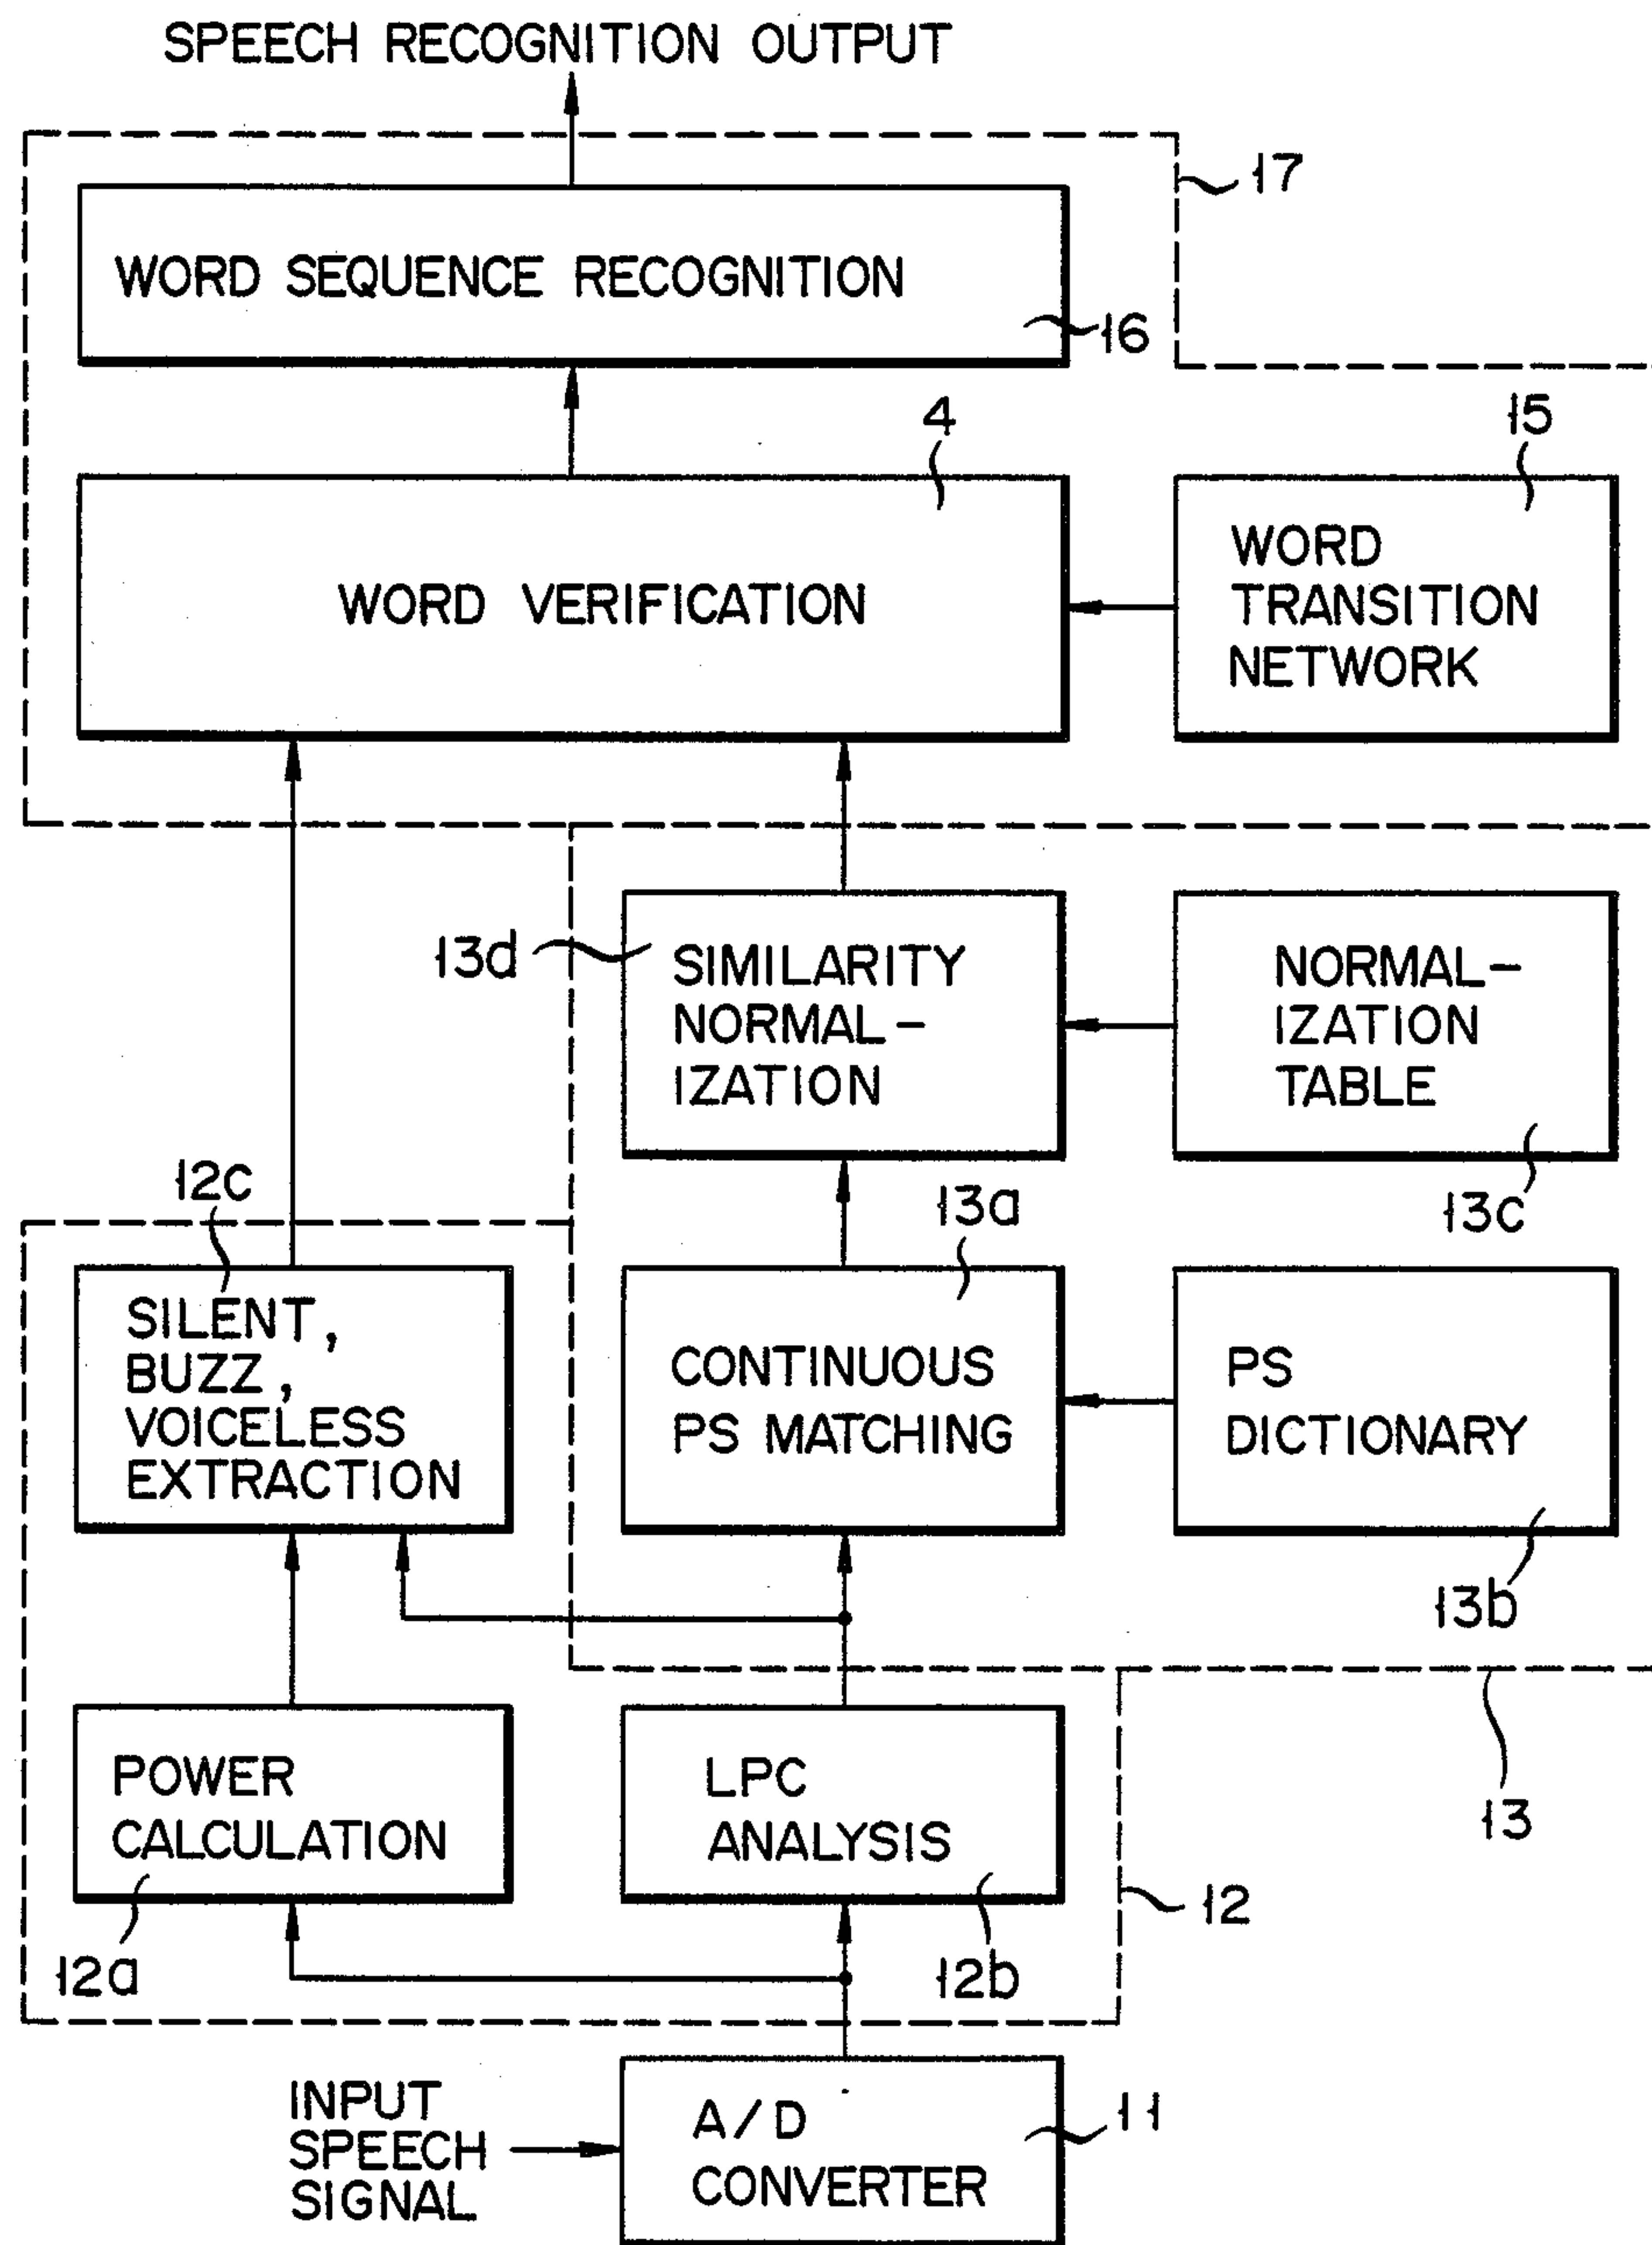 SPEECH RECOGNITION OUTPUT
17
WORD SEQUENCE RECOGNITION
16
4
15
WORD VERIFICATION
WORD
TRANSITION
NETWORK
13d
SIMILARITY
NORMAL-
IZATION
NORMAL-
IZATION
TABLE
13c
12c
13a
SILENT,
BUZZ,
VOICELESS
EXTRACTION
CONTINUOUS
PS MATCHING
PS
DICTIONARY
13b
POWER
CALCULATION
LPC
ANALYSIS
13
12
12a
12b
INPUT
SPEECH
SIGNAL
A/D
CONVERTER
11